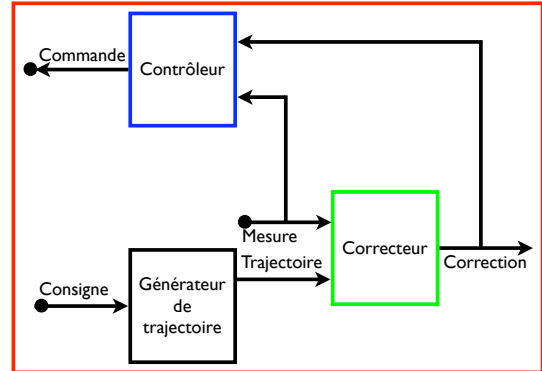 Commande
Contrôleur
Mesure
Correcteur
Trajectoire
Correction
Consigne
Générateur
de
trajectoire